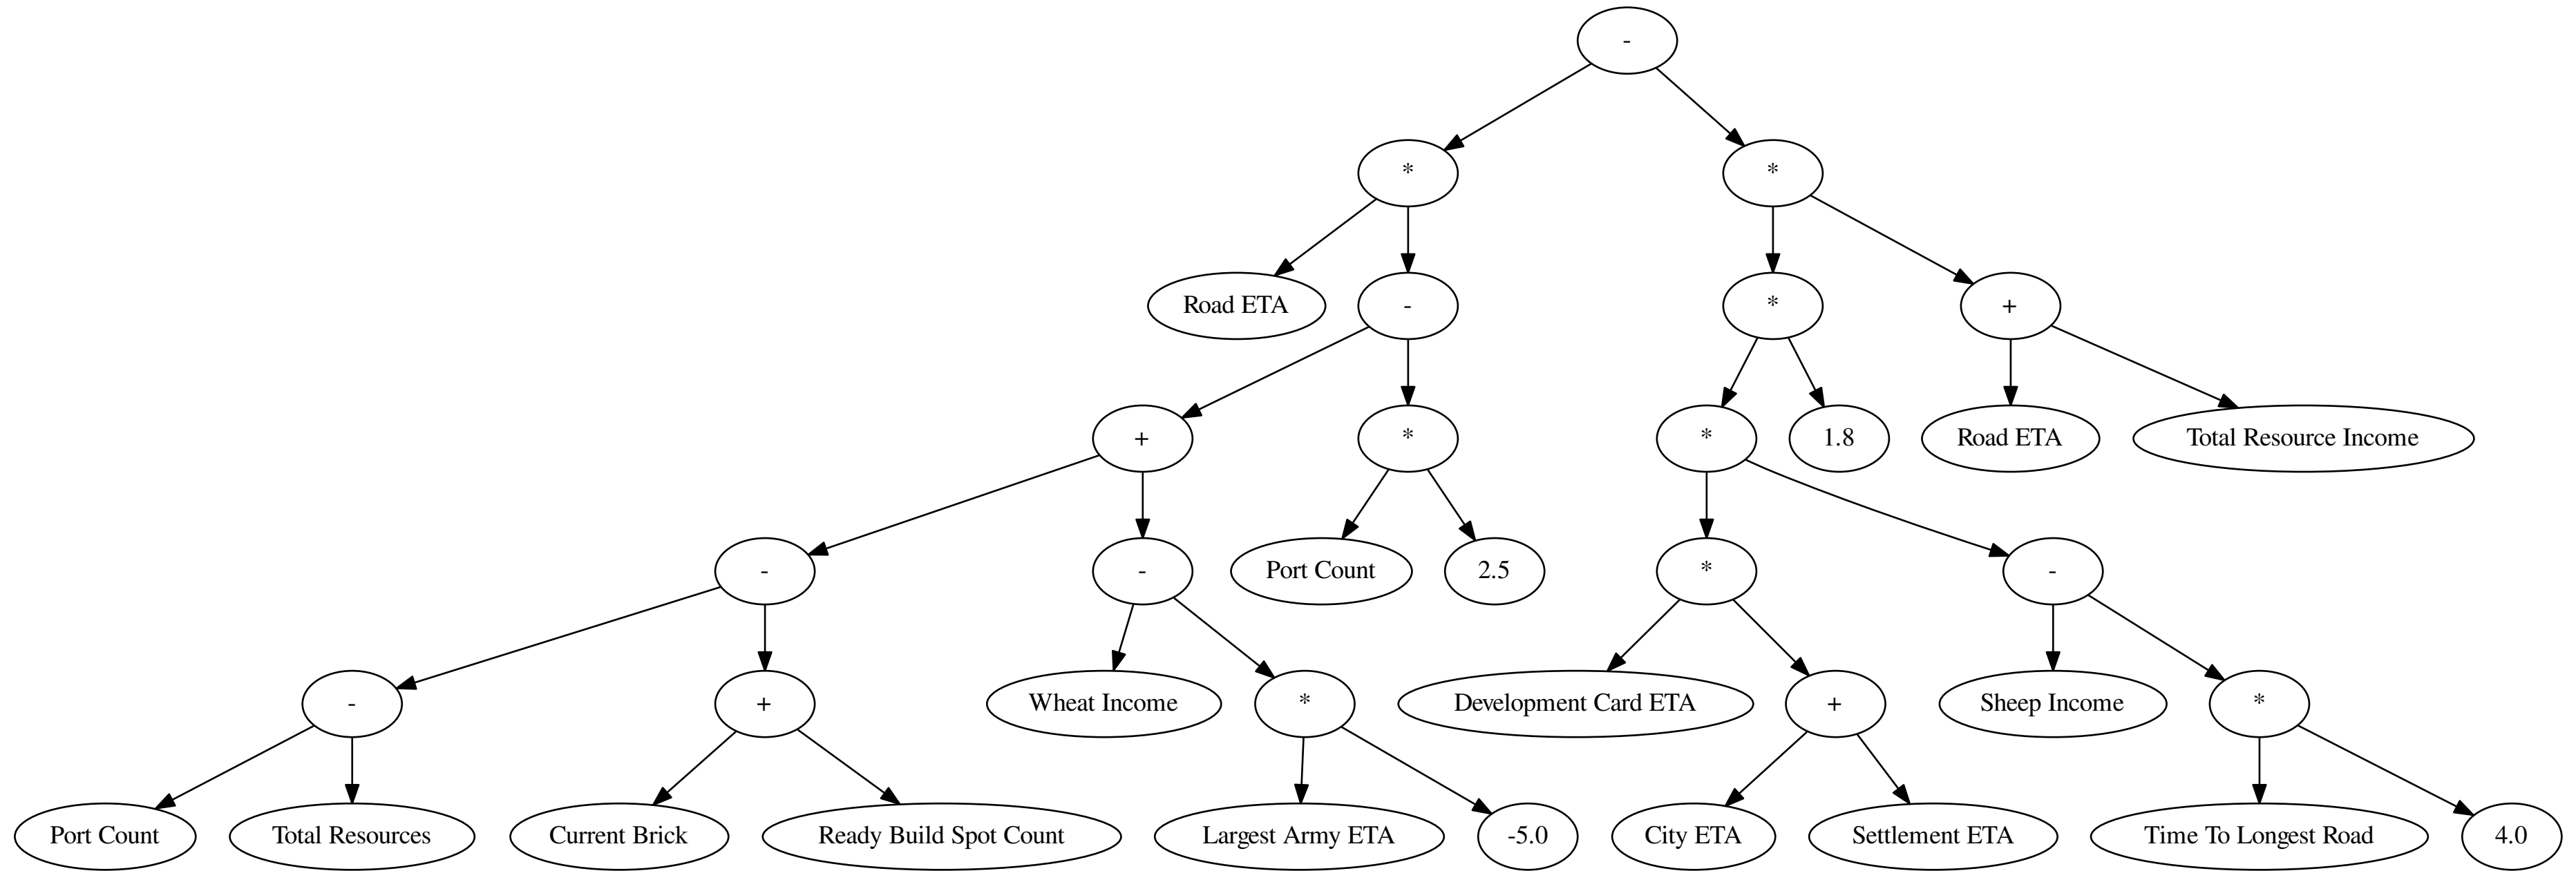 -
*
*
Road ETA
-
*
+
+
*
*
1.8
Road ETA
Total Resource Income
-
-
Port Count
2.5
*
-
-
+
Wheat Income
*
Development Card ETA
+
Sheep Income
*
Port Count
Total Resources
Current Brick
Ready Build Spot Count
Largest Army ETA
-5.0
City ETA
Settlement ETA
Time To Longest Road
4.0